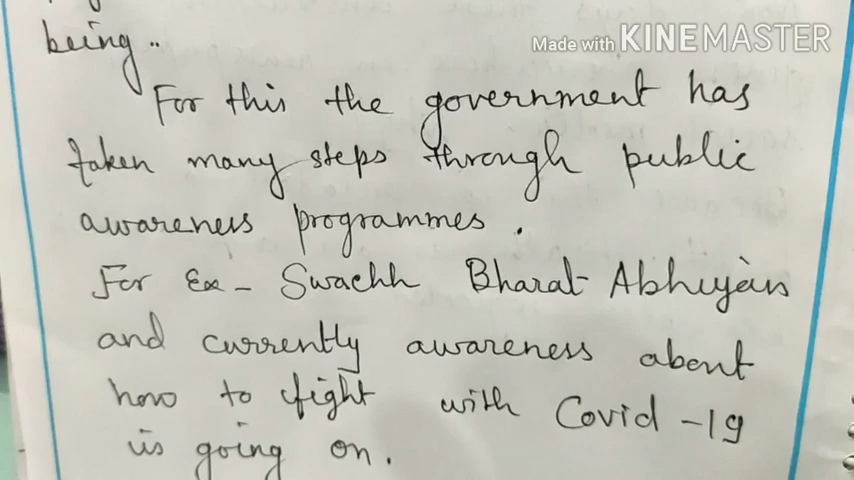 being..
Made with KINEMASTER
For this the government has
taken many steps through public
awareness programmes.
For Ex - Swachh Bharat Abhiyan
and currently awareness about
how to fight with Covid-19
is going on.